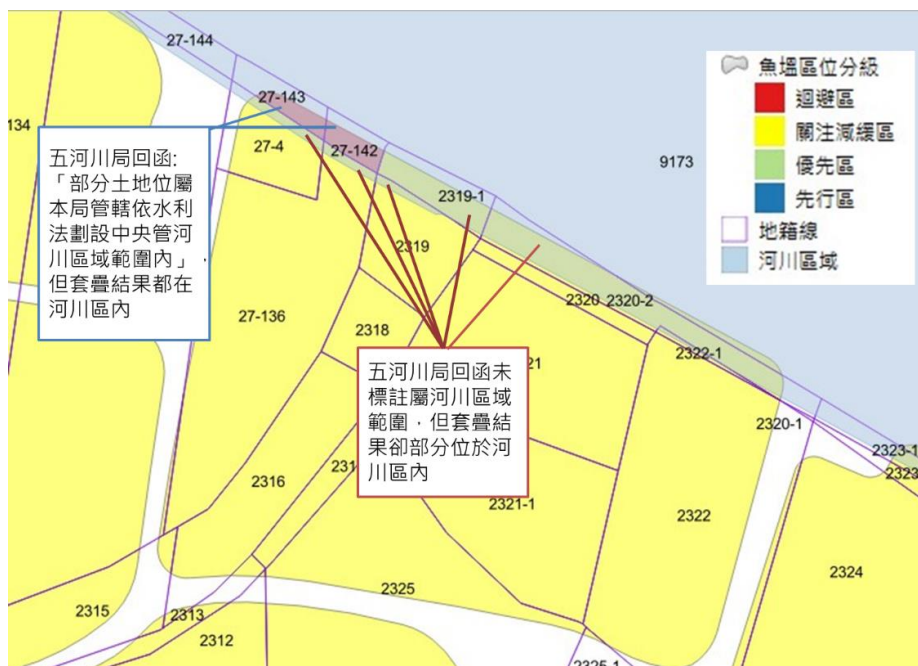 27-144
27-143
134
27-4
27-142
9173
2319-1
2319
2320
2320-2
27-136
2318
2322-1
21
2320-1
2323-1
2323
2316
231
2321-1
2322
2324
2325
2315
2313
2312
2325-1
五河川局回函:
「部分土地位屬
本局管轄依水利
法劃設中央管河
川區域範圍內」,
但套疊結果都在
河川區內
五河川局回函未
標註屬河川區域
範圍,但套疊結
果卻部分位於河
川區內
魚塭區位分級
迴避區
關注減緩區
優先區
先行區
地籍線
河川區域